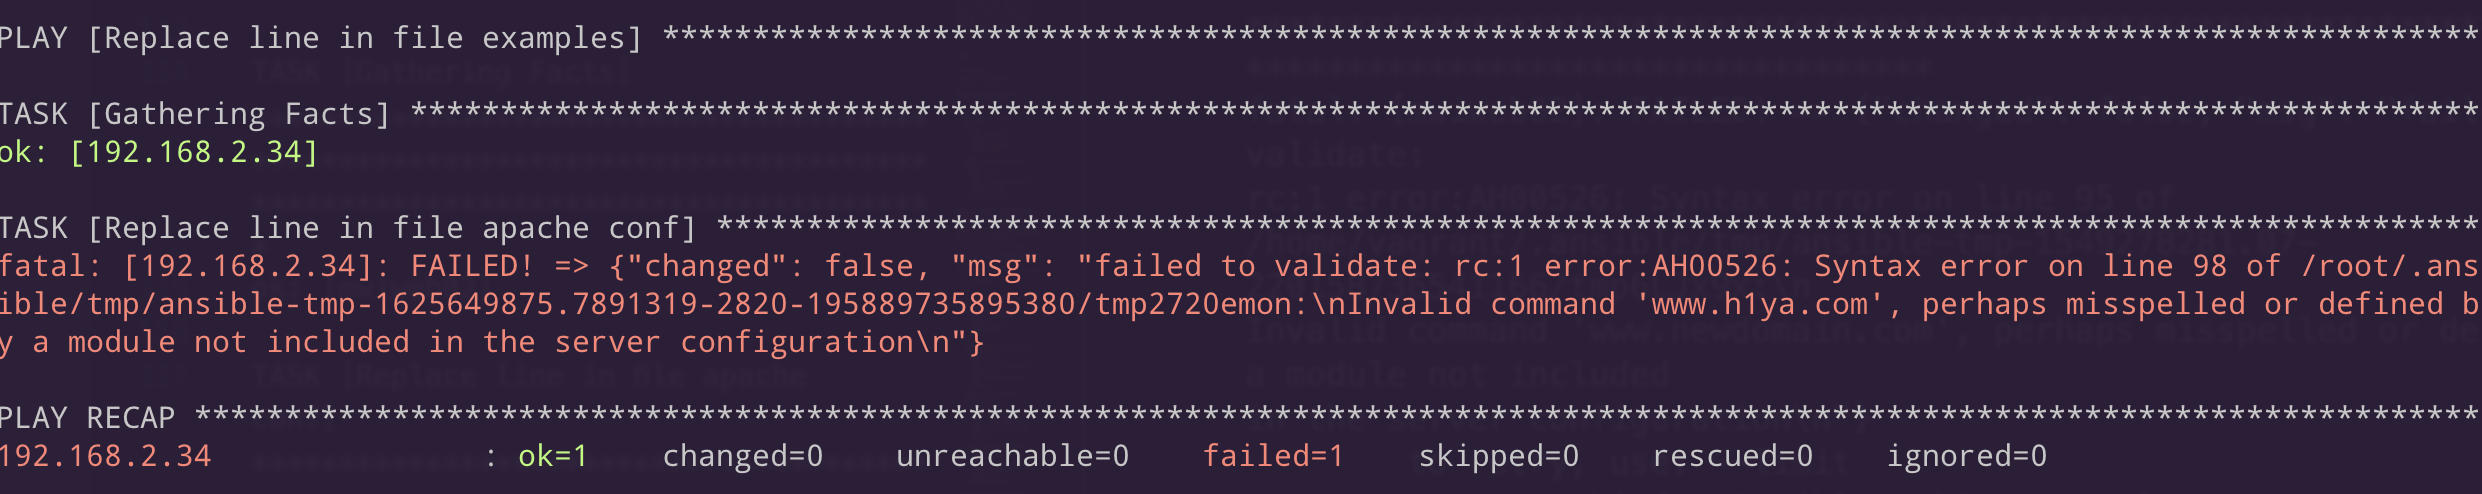 PLAY [Replace line in file examples] *****************************************************************************************************
TASK [Gathering Facts] *******************************************************************************************************************
ok: [192.168.2.34]
TASK [Replace line in file apache conf] **************************************************************************************************
fatal: [192.168.2.34]: FAILED! => {"changed": false, "msg": "failed to validate: rc:1 error:AH00526: Syntax error on line 98 of /root/.ans
ible/tmp/ansible-tmp-1625649875.7891319-2820-195889735895380/tmp2720emon:\nInvalid command 'www.h1ya.com', perhaps misspelled or defined b
y a module not included in the server configuration\n"}
PLAY RECAP *******************************************************************************************************************************
192.168.2.34 : ok=1 changed=0 unreachable=0 failed=1 skipped=0 rescued=0 ignored=0